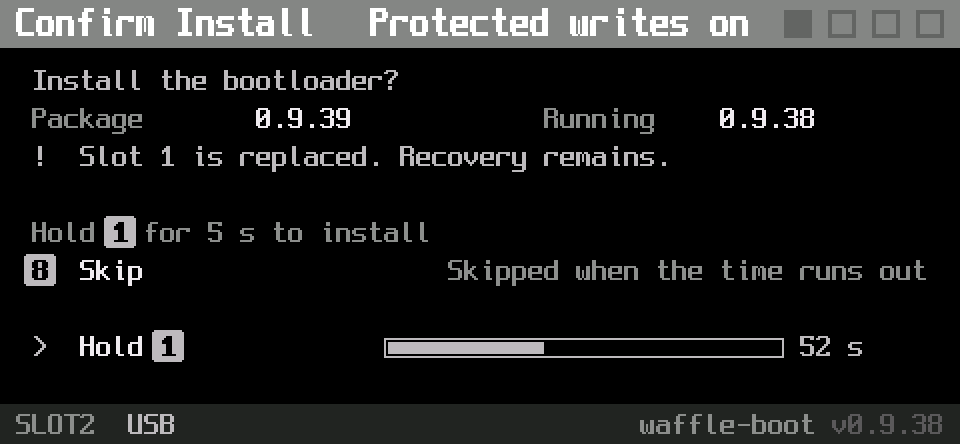 Confirm Install Protected writes on
Install the bootloader?
Package 0.9.39 Running 0.9.38
! Slot 1 is replaced. Recovery remains.
Hold 1 for 5 s to install
8 Skip Skipped when the time runs out
> Hold 1 52 s
SLOT2 USB waffle-boot v0.9.38